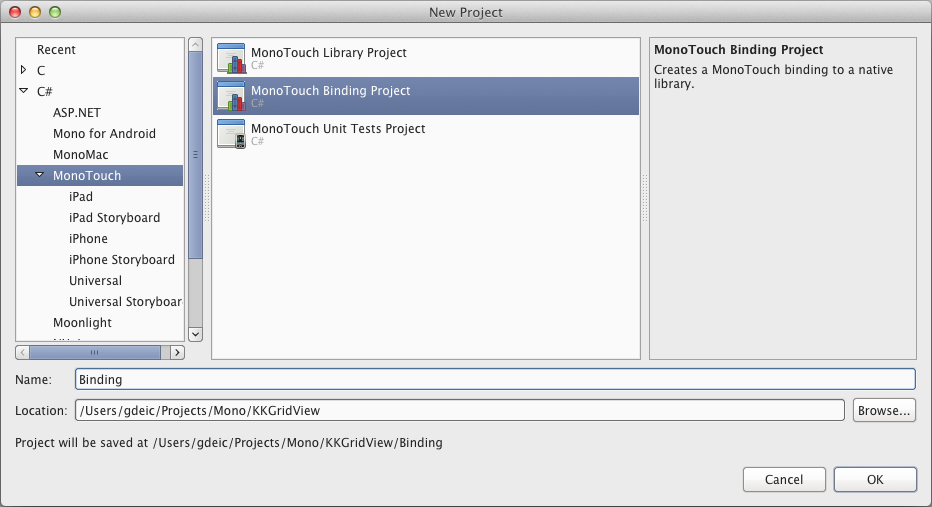 New Project
Recent
C
C#
ASP.NET
Mono for Android
MonoMac
MonoTouch
iPad
iPad Storyboard
iPhone
iPhone Storyboard
Universal
Universal Storyboar
Moonlight
MonoTouch Library Project
C#
MonoTouch Binding Project
C#
MonoTouch Unit Tests Project
C#
MonoTouch Binding Project
Creates a MonoTouch binding to a native
library.
Name: Binding
Location: /Users/gdeic/Projects/Mono/KKGridView Browse...
Project will be saved at /Users/gdeic/Projects/Mono/KKGridView/Binding
Cancel OK